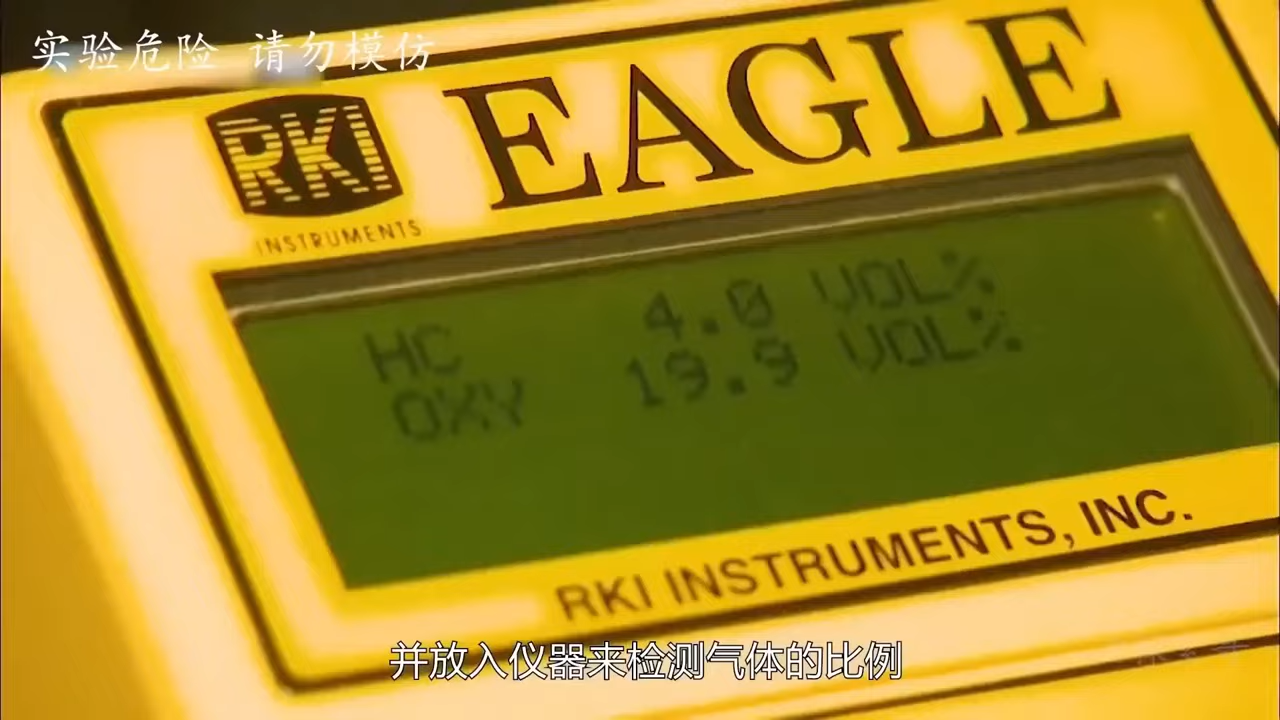 实验危险 请勿模仿
RKI
INSTRUMENTS
EAGLE
HC 4.0 VOL%
OXY 19.9 VOL%
RKI INSTRUMENTS, INC.
并放入仪器来检测气体的比例